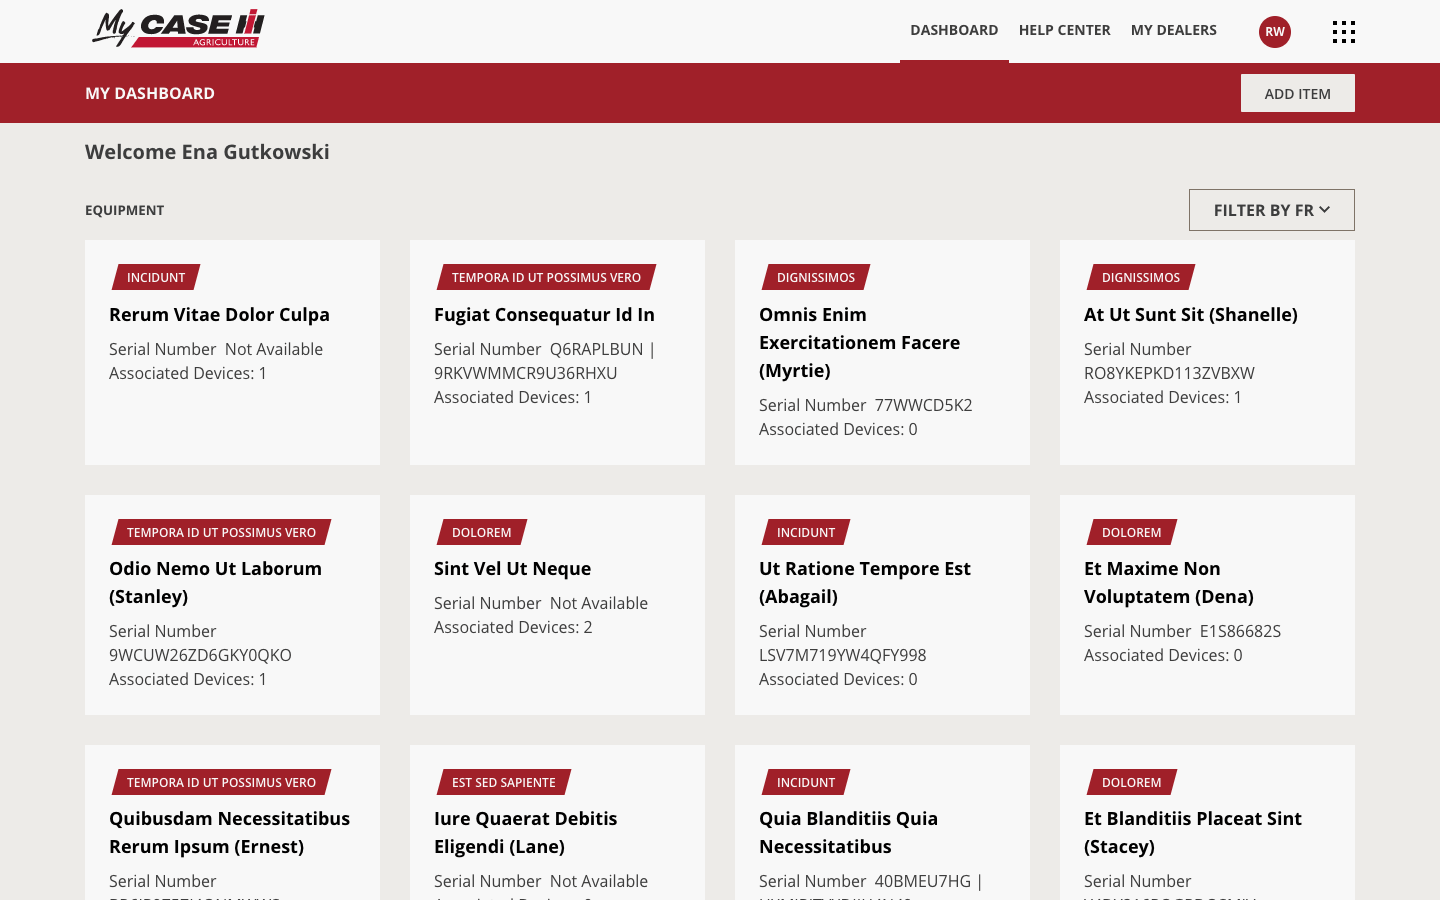 My CASE IH
AGRICULTURE
DASHBOARD
HELP CENTER
MY DEALERS
RW
MY DASHBOARD
ADD ITEM
Welcome Ena Gutkowski
EQUIPMENT
FILTER BY FR
INCIDUNT
Rerum Vitae Dolor Culpa
Serial Number Not Available
Associated Devices: 1
TEMPORA ID UT POSSIMUS VERO
Fugiat Consequatur Id In
Serial Number Q6RAPLBUN |
9RKVWMMCR9U36RHXU
Associated Devices: 1
DIGNISSIMOS
Omnis Enim
Exercitationem Facere
(Myrtie)
Serial Number 77WWCD5K2
Associated Devices: 0
DIGNISSIMOS
At Ut Sunt Sit (Shanelle)
Serial Number
RO8YKEPKD113ZVBXW
Associated Devices: 1
TEMPORA ID UT POSSIMUS VERO
Odio Nemo Ut Laborum
(Stanley)
Serial Number
9WCUW26ZD6GKY0QKO
Associated Devices: 1
DOLOREM
Sint Vel Ut Neque
Serial Number Not Available
Associated Devices: 2
INCIDUNT
Ut Ratione Tempore Est
(Abagail)
Serial Number
LSV7M719YW4QFY998
Associated Devices: 0
DOLOREM
Et Maxime Non
Voluptatem (Dena)
Serial Number E1S86682S
Associated Devices: 0
TEMPORA ID UT POSSIMUS VERO
Quibusdam Necessitatibus
Rerum Ipsum (Ernest)
Serial Number
EST SED SAPIENTE
Iure Quaerat Debitis
Eligendi (Lane)
Serial Number Not Available
INCIDUNT
Quia Blanditiis Quia
Necessitatibus
Serial Number 40BMEU7HG |
DOLOREM
Et Blanditiis Placeat Sint
(Stacey)
Serial Number